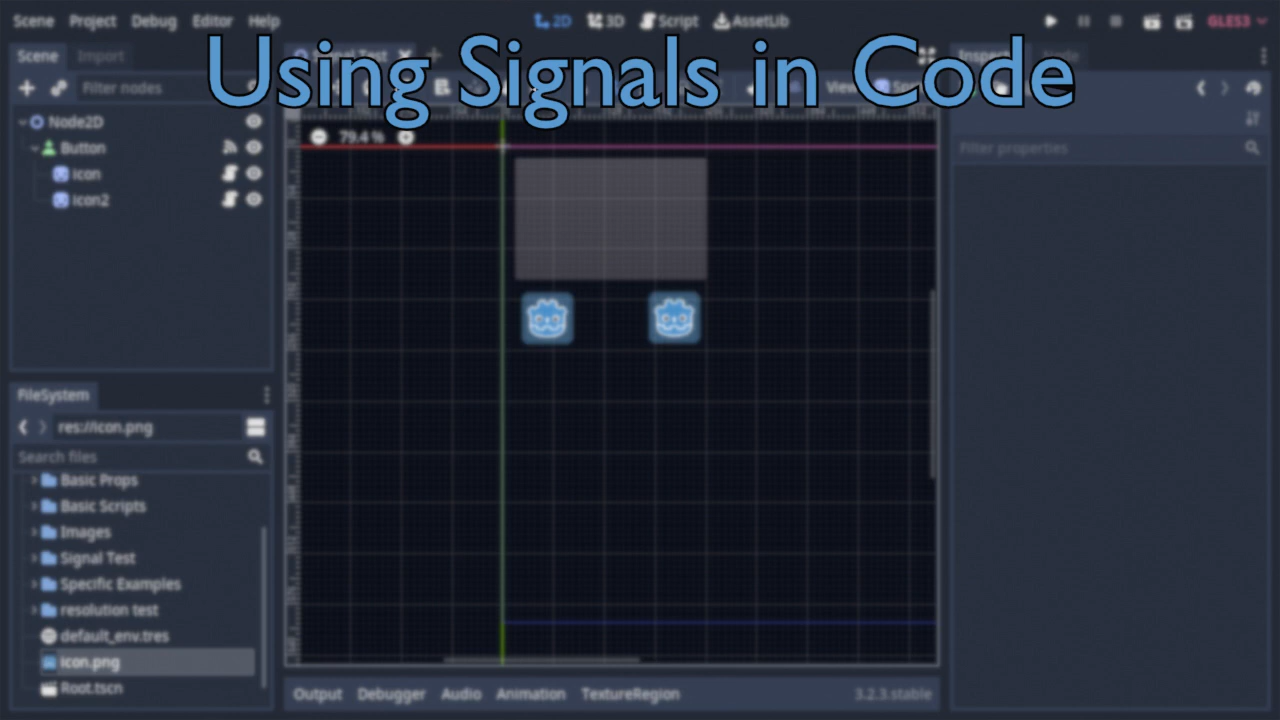 Scene Project Debug Editor Help
2D 3D Script AssetLib
GLES3
Using Signals in Code
Scene Import
Filter nodes
View
Node2D
79.4 %
Button
icon
icon2
Filter properties
FileSystem
res://icon.png
Search files
Basic Props
Basic Scripts
Images
Signal Test
Specific Examples
resolution test
default_env.tres
icon.png
Root.tscn
Output Debugger Audio Animation TextureRegion
3.2.3.stable